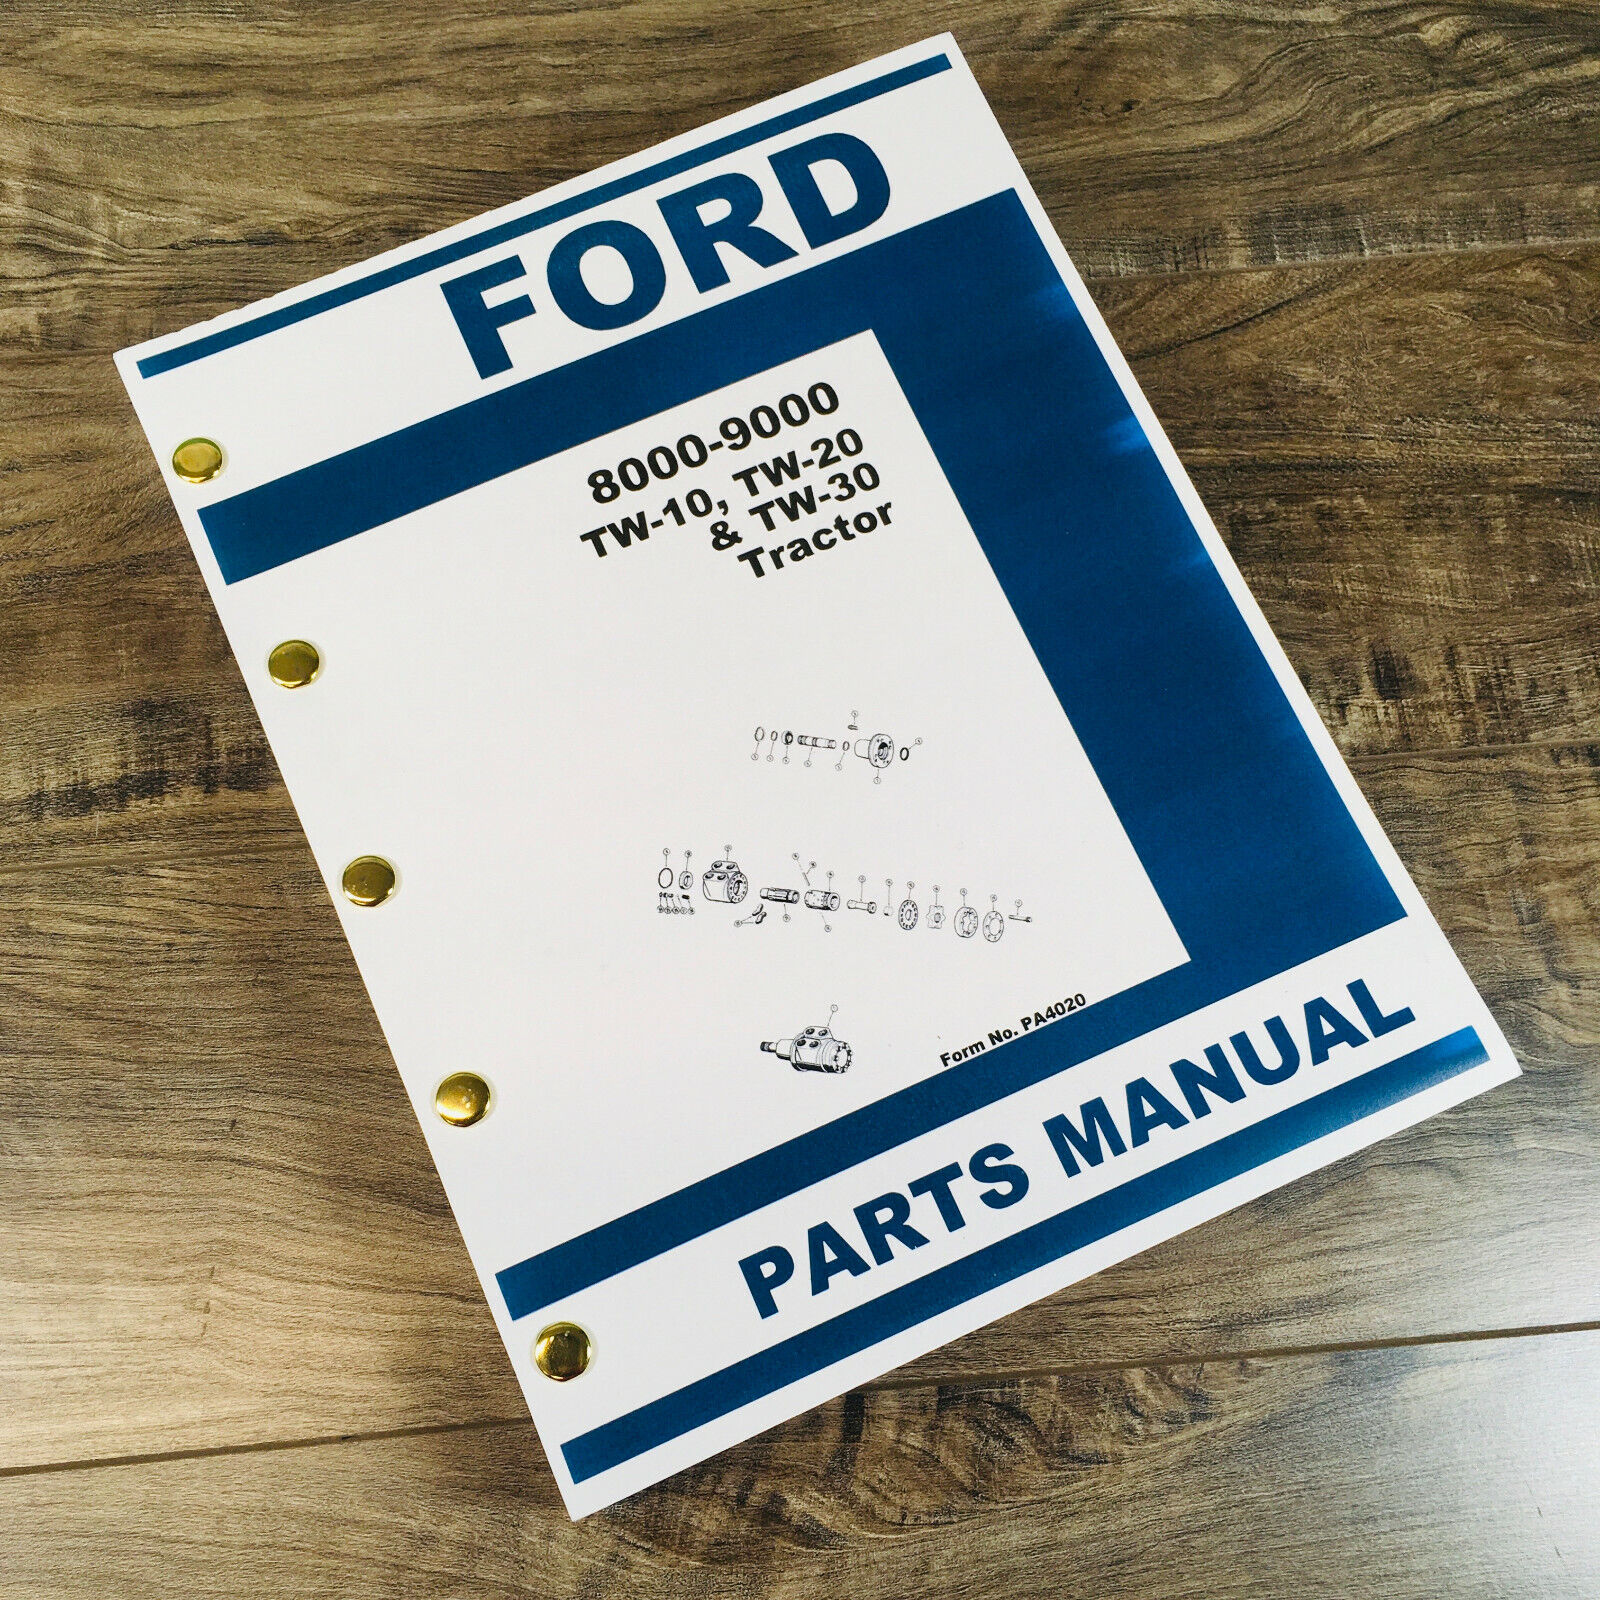 FORD
8000-9000
TW-10, TW-20
& TW-30
Tractor
Form No. PA4020
PARTS MANUAL